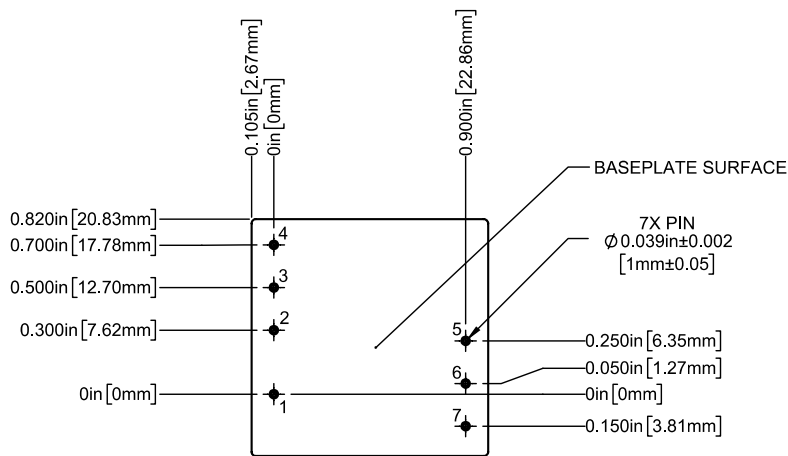 0.105in [2.67mm]
0in [0mm]
0.900in [22.86mm]
BASEPLATE SURFACE
0.820in [20.83mm]
0.700in [17.78mm]
0.500in [12.70mm]
0.300in [7.62mm]
0in [0mm]
4
3
2
1
7X PIN
Ø 0.039in±0.002
[1mm±0.05]
5
6
7
0.250in [6.35mm]
0.050in [1.27mm]
0in [0mm]
0.150in [3.81mm]